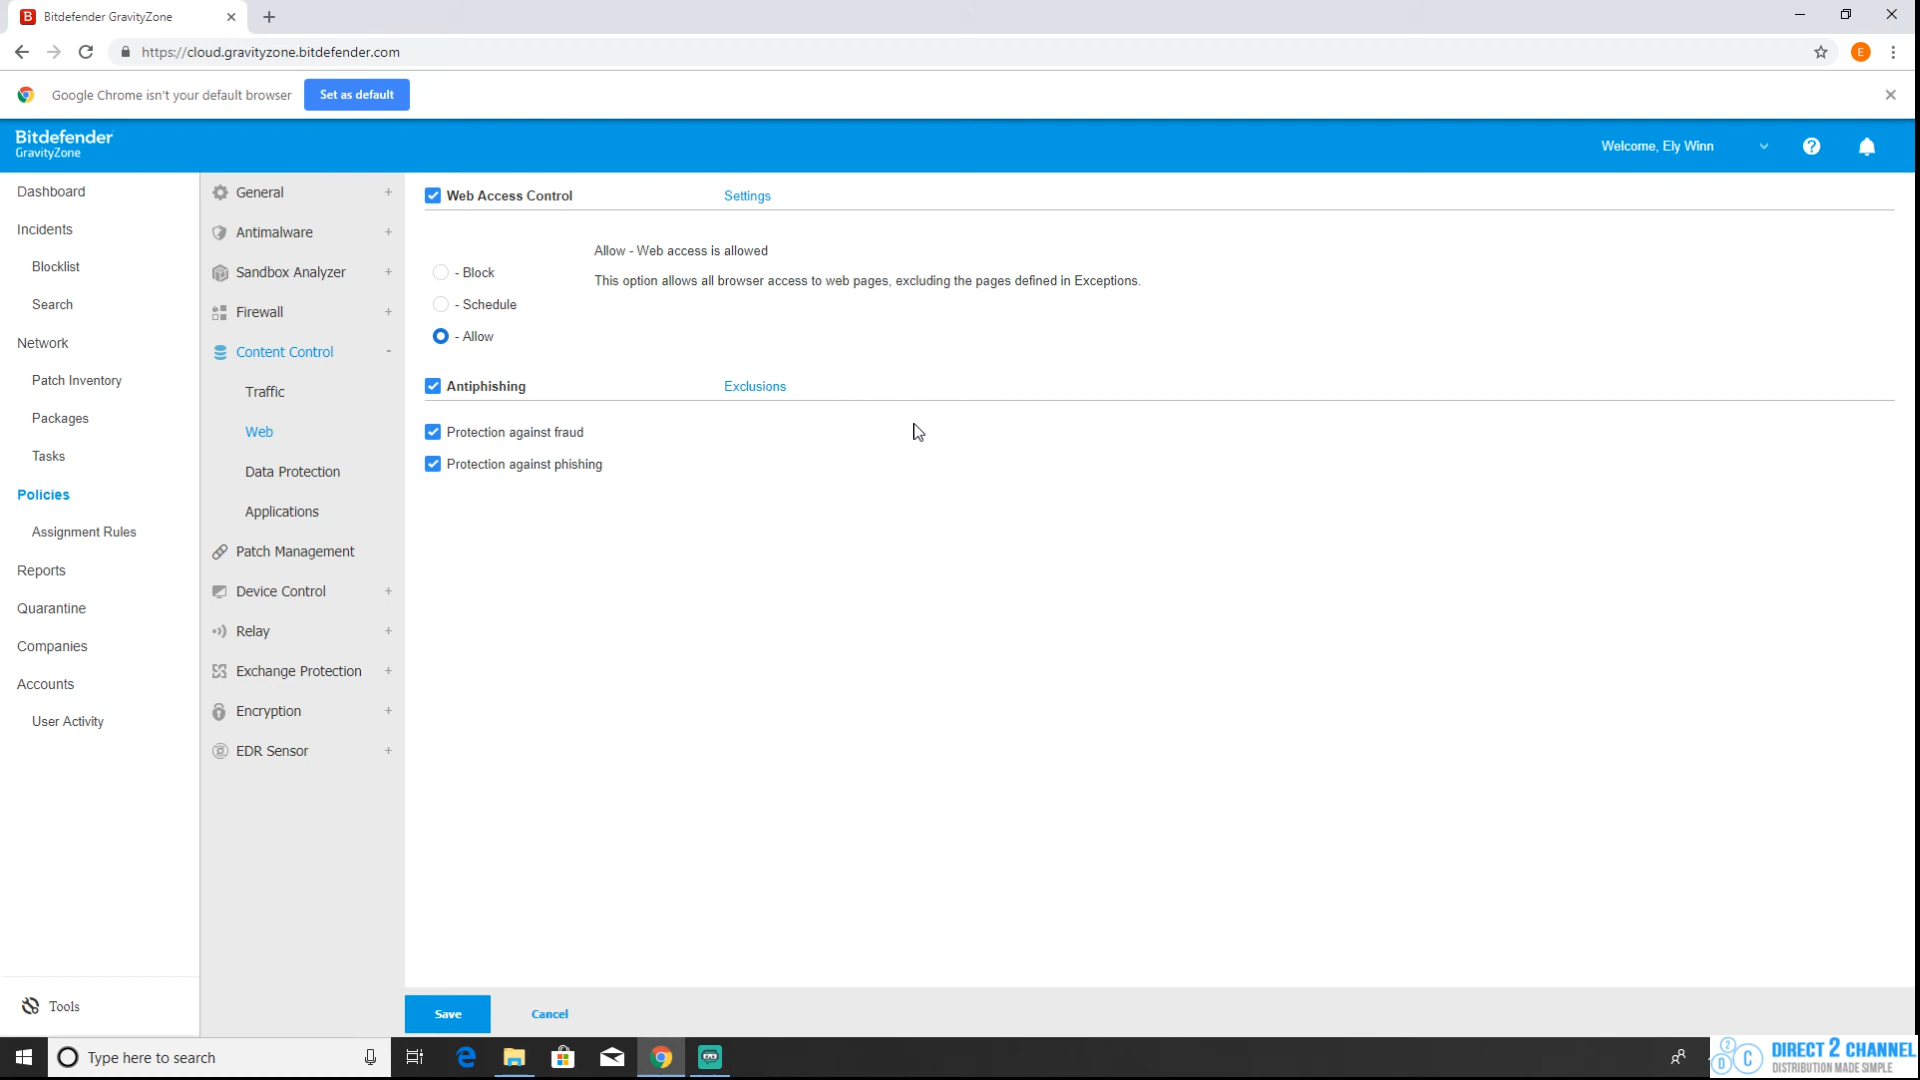 Bitdefender GravityZone
https://cloud.gravityzone.bitdefender.com
E
Google Chrome isn't your default browser
Set as default
Bitdefender
GravityZone
Welcome, Ely Winn
Dashboard
Incidents
Blocklist
Search
Network
Patch Inventory
Packages
Tasks
Policies
Assignment Rules
Reports
Quarantine
Companies
Accounts
User Activity
Tools
General
Antimalware
Sandbox Analyzer
Firewall
Content Control
Traffic
Web
Data Protection
Applications
Patch Management
Device Control
Relay
Exchange Protection
Encryption
EDR Sensor
Web Access Control Settings
- Block
- Schedule
- Allow
Allow - Web access is allowed
This option allows all browser access to web pages, excluding the pages defined in Exceptions.
Antiphishing Exclusions
Protection against fraud
Protection against phishing
Save
Cancel
Type here to search
D 2 C
DIRECT 2 CHANNEL
DISTRIBUTION MADE SIMPLE